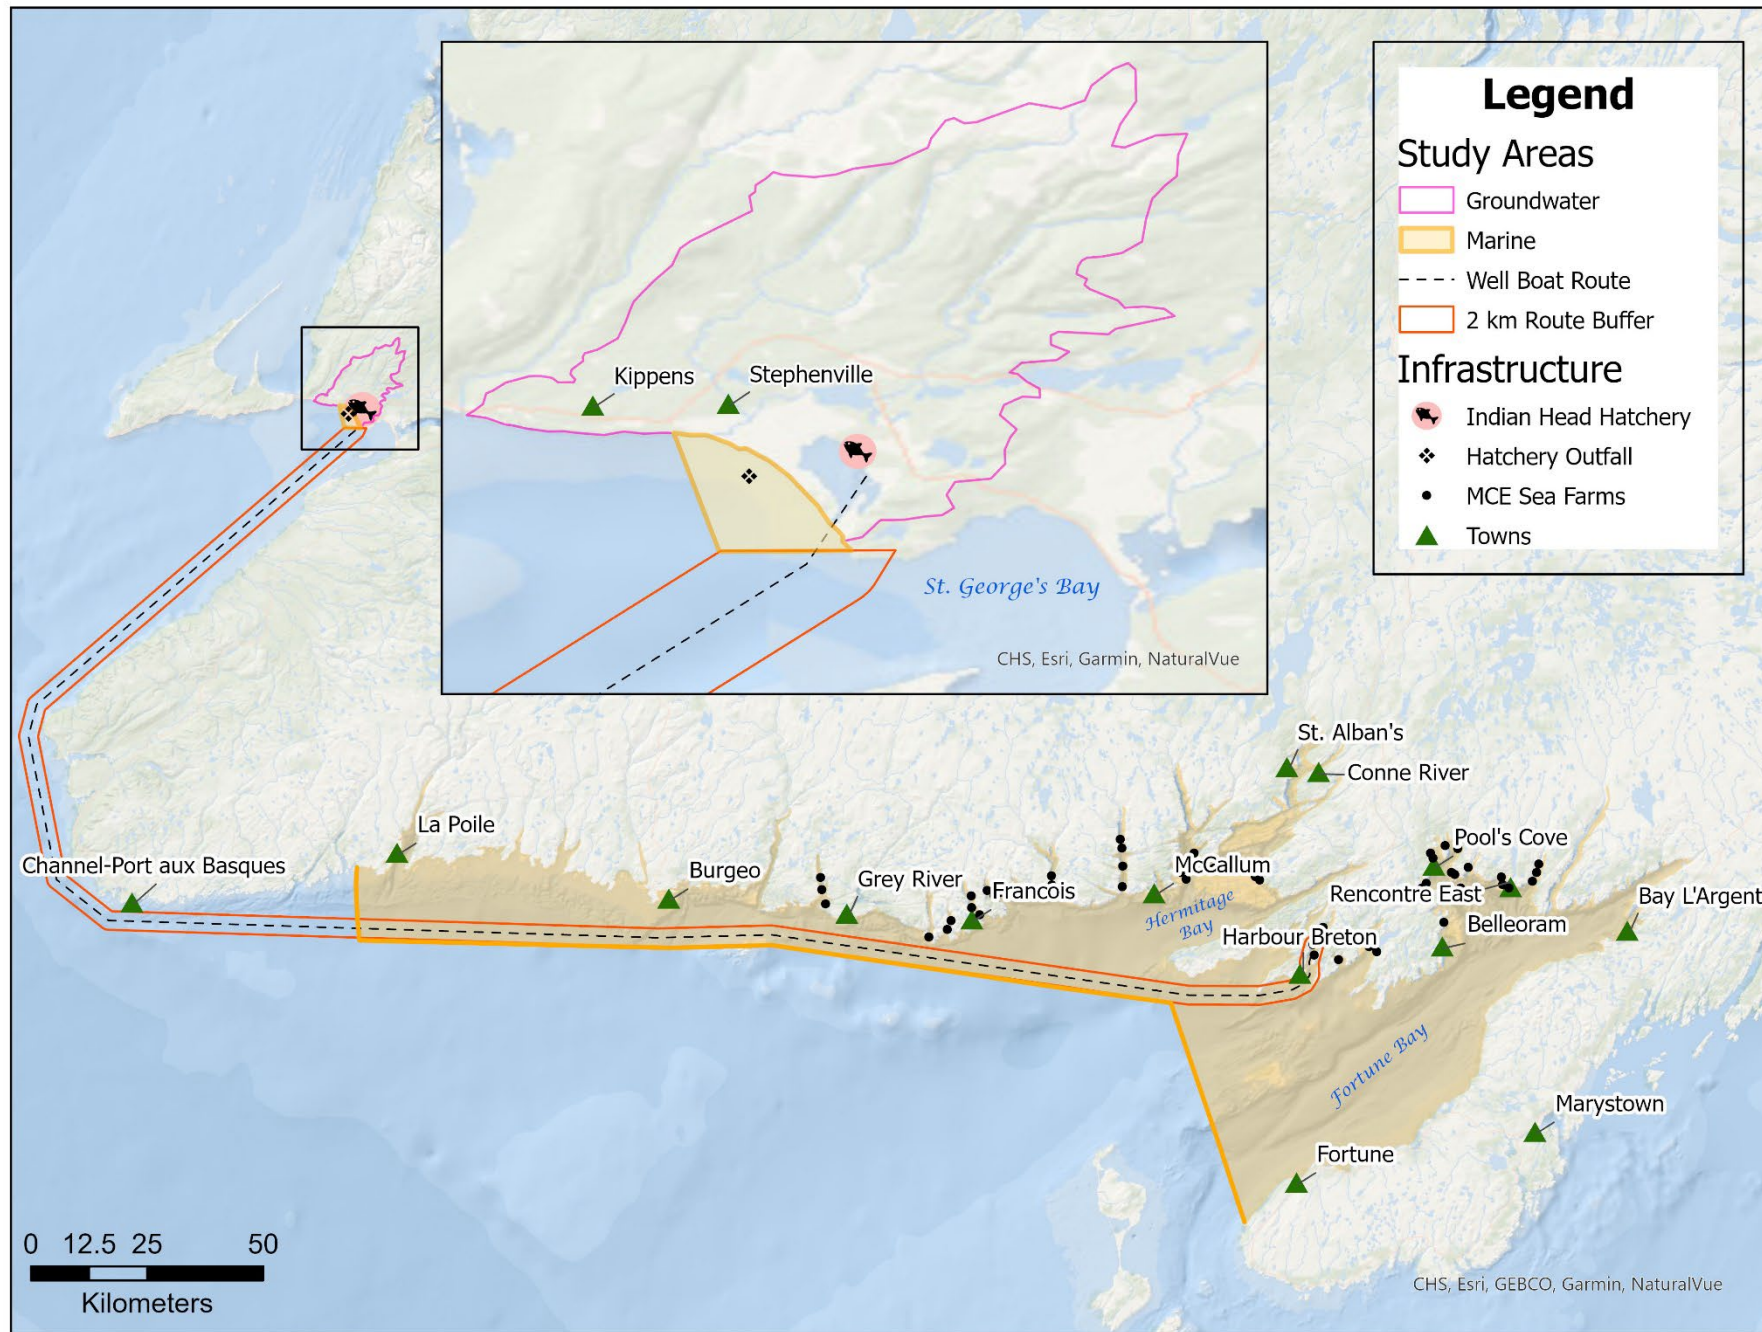 Legend
Study Areas
Groundwater
Marine
Well Boat Route
2 km Route Buffer
Infrastructure
Indian Head Hatchery
Hatchery Outfall
MCE Sea Farms
Towns
Kippens
Stephenville
St. George's Bay
CHS, Esri, Garmin, NaturalVue
St. Alban's
Conne River
La Poile
Pool's Cove
Channel-Port aux Basques
Burgeo
McCallum
Grey River
Francois
Rencontre East
Bay L'Argent
Hermitage
Bay
Belleoram
Harbour Breton
Fortune Bay
Marystown
Fortune
0 12.5 25 50
Kilometers
CHS, Esri, GEBCO, Garmin, NaturalVue